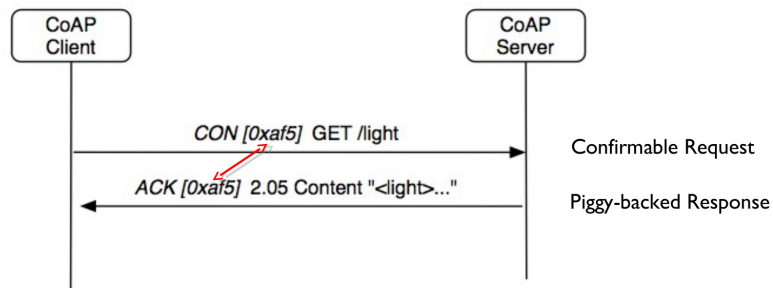 CoAP
Client
CoAP
Server
CON [0xaf5] GET /light
Confirmable Request
ACK [0xaf5] 2.05 Content "<light>..."
Piggy-backed Response